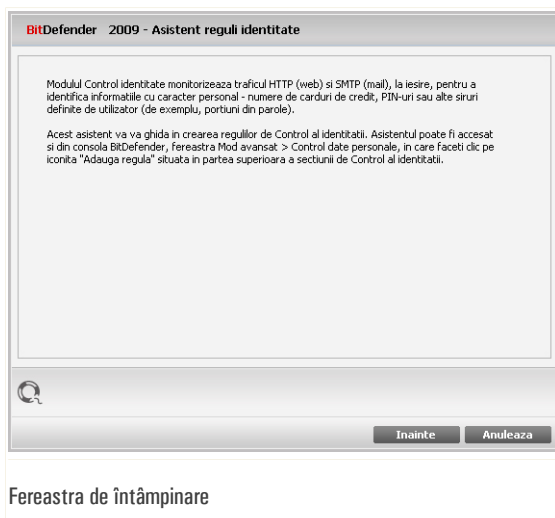 BitDefender 2009 - Asistent reguli identitate
Modulul Control identitate monitorizeaza traficul HTTP (web) si SMTP (mail), la iesire, pentru a
identifica informatiile cu caracter personal - numere de carduri de credit, PIN-uri sau alte siruri
definite de utilizator (de exemplu, portiuni din parole).
Acest asistent va va ghida in crearea regulilor de Control al identitatii. Asistentul poate fi accesat
si din consola BitDefender, fereastra Mod avansat > Control date personale, in care faceti clic pe
iconita "Adauga regula" situata in partea superioara a sectiunii de Control al identitatii.
Inainte Anuleaza
Fereastra de întâmpinare